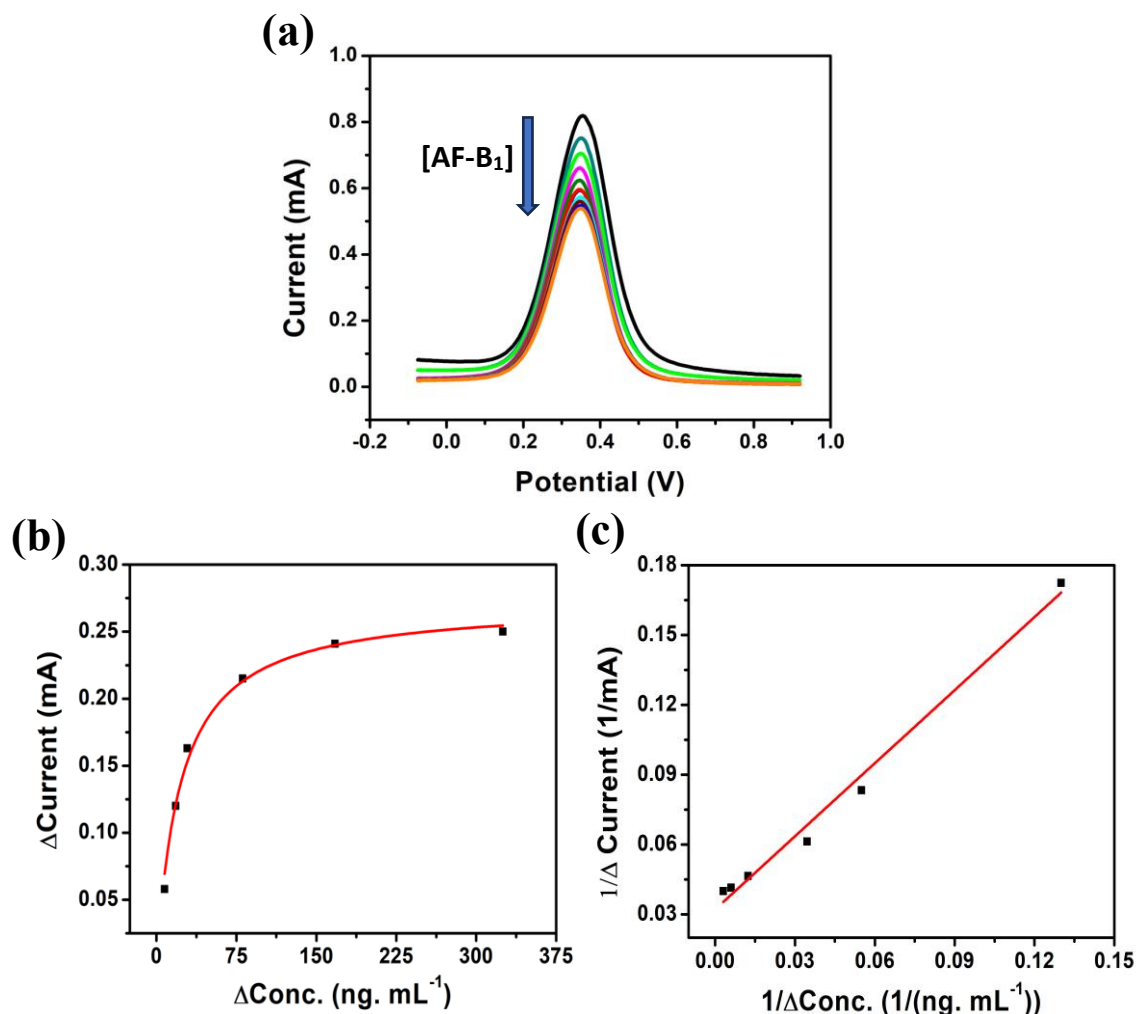 (a)
1.0
0.8
0.6
0.4
0.2
0.0
Current (mA)
[AF-B₁]
-0.2 0.0 0.2 0.4 0.6 0.8 1.0
Potential (V)
(b)
0.30
0.25
0.20
0.15
0.10
0.05
ΔCurrent (mA)
0 75 150 225 300 375
ΔConc. (ng. mL⁻¹)
(c)
0.18
0.15
0.12
0.09
0.06
0.03
1/Δ Current (1/mA)
0.00 0.03 0.06 0.09 0.12 0.15
1/ΔConc. (1/(ng. mL⁻¹))